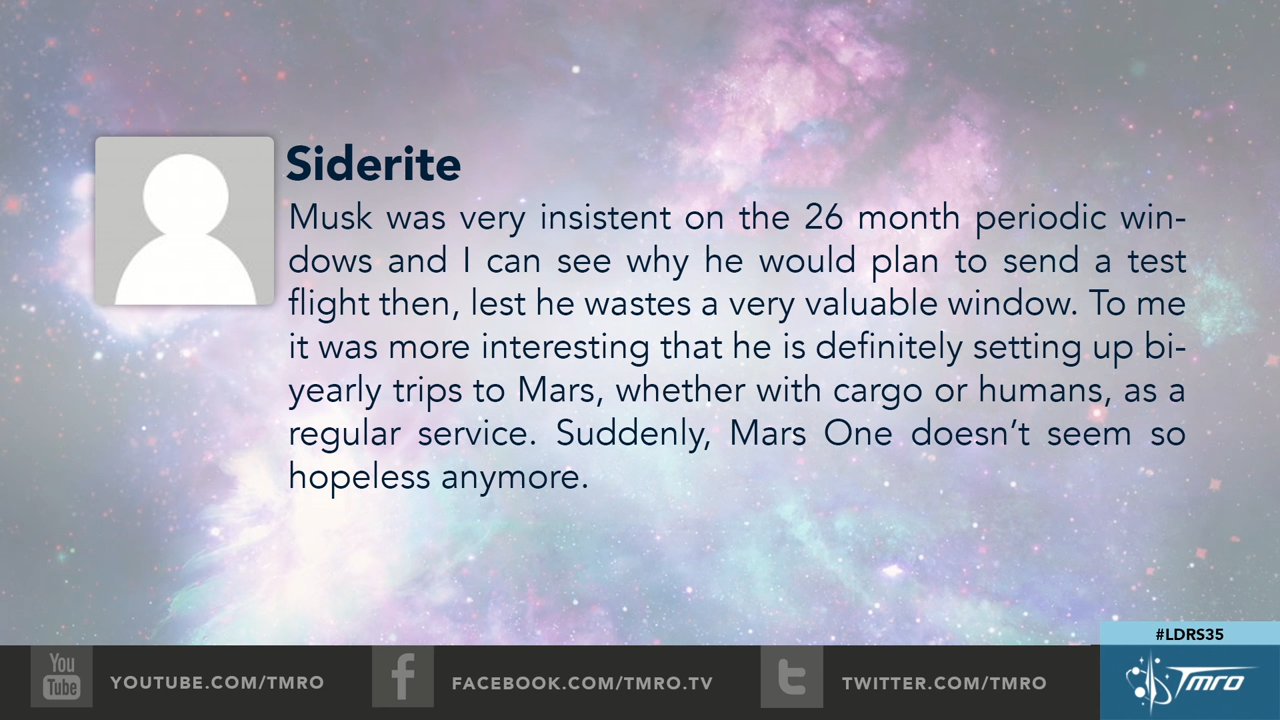 Siderite
Musk was very insistent on the 26 month periodic win-
dows and I can see why he would plan to send a test
flight then, lest he wastes a very valuable window. To me
it was more interesting that he is definitely setting up bi-
yearly trips to Mars, whether with cargo or humans, as a
regular service. Suddenly, Mars One doesn't seem so
hopeless anymore.
#LDRS35
You
Tube
YOUTUBE.COM/TMRO
f
FACEBOOK.COM/TMRO.TV
t
TWITTER.COM/TMRO
Tmro